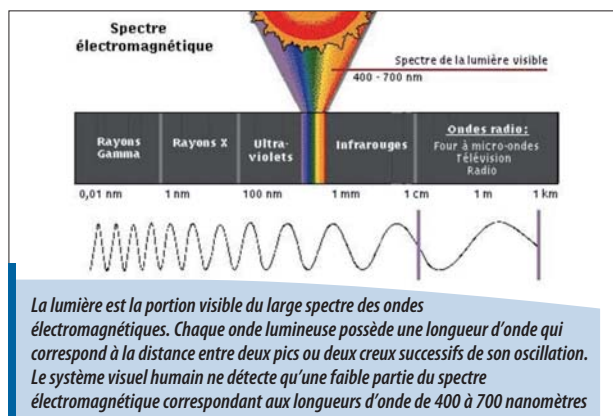 Spectre
électromagnétique
Spectre de la lumière visible
400 - 700 nm
Rayons
Gamma
Rayons X
Ultra-
violets
Infrarouges
Ondes radio:
Four à micro-ondes
Télévision
Radio
0,01 nm 1 nm 100 nm 1 mm 1 cm 1 m 1 km
La lumière est la portion visible du large spectre des ondes
électromagnétiques. Chaque onde lumineuse possède une longueur d'onde qui
correspond à la distance entre deux pics ou deux creux successifs de son oscillation.
Le système visuel humain ne détecte qu'une faible partie du spectre
électromagnétique correspondant aux longueurs d'onde de 400 à 700 nanomètres